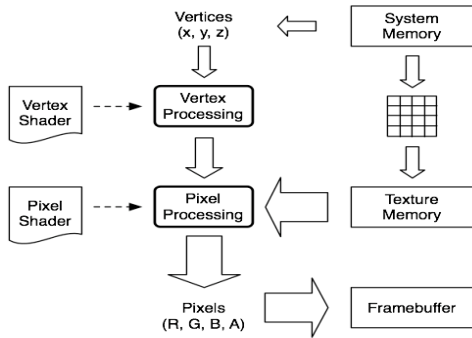 Vertices
(x, y, z)
System
Memory
Vertex
Shader
Vertex
Processing
Pixel
Shader
Pixel
Processing
Texture
Memory
Pixels
(R, G, B, A)
Framebuffer